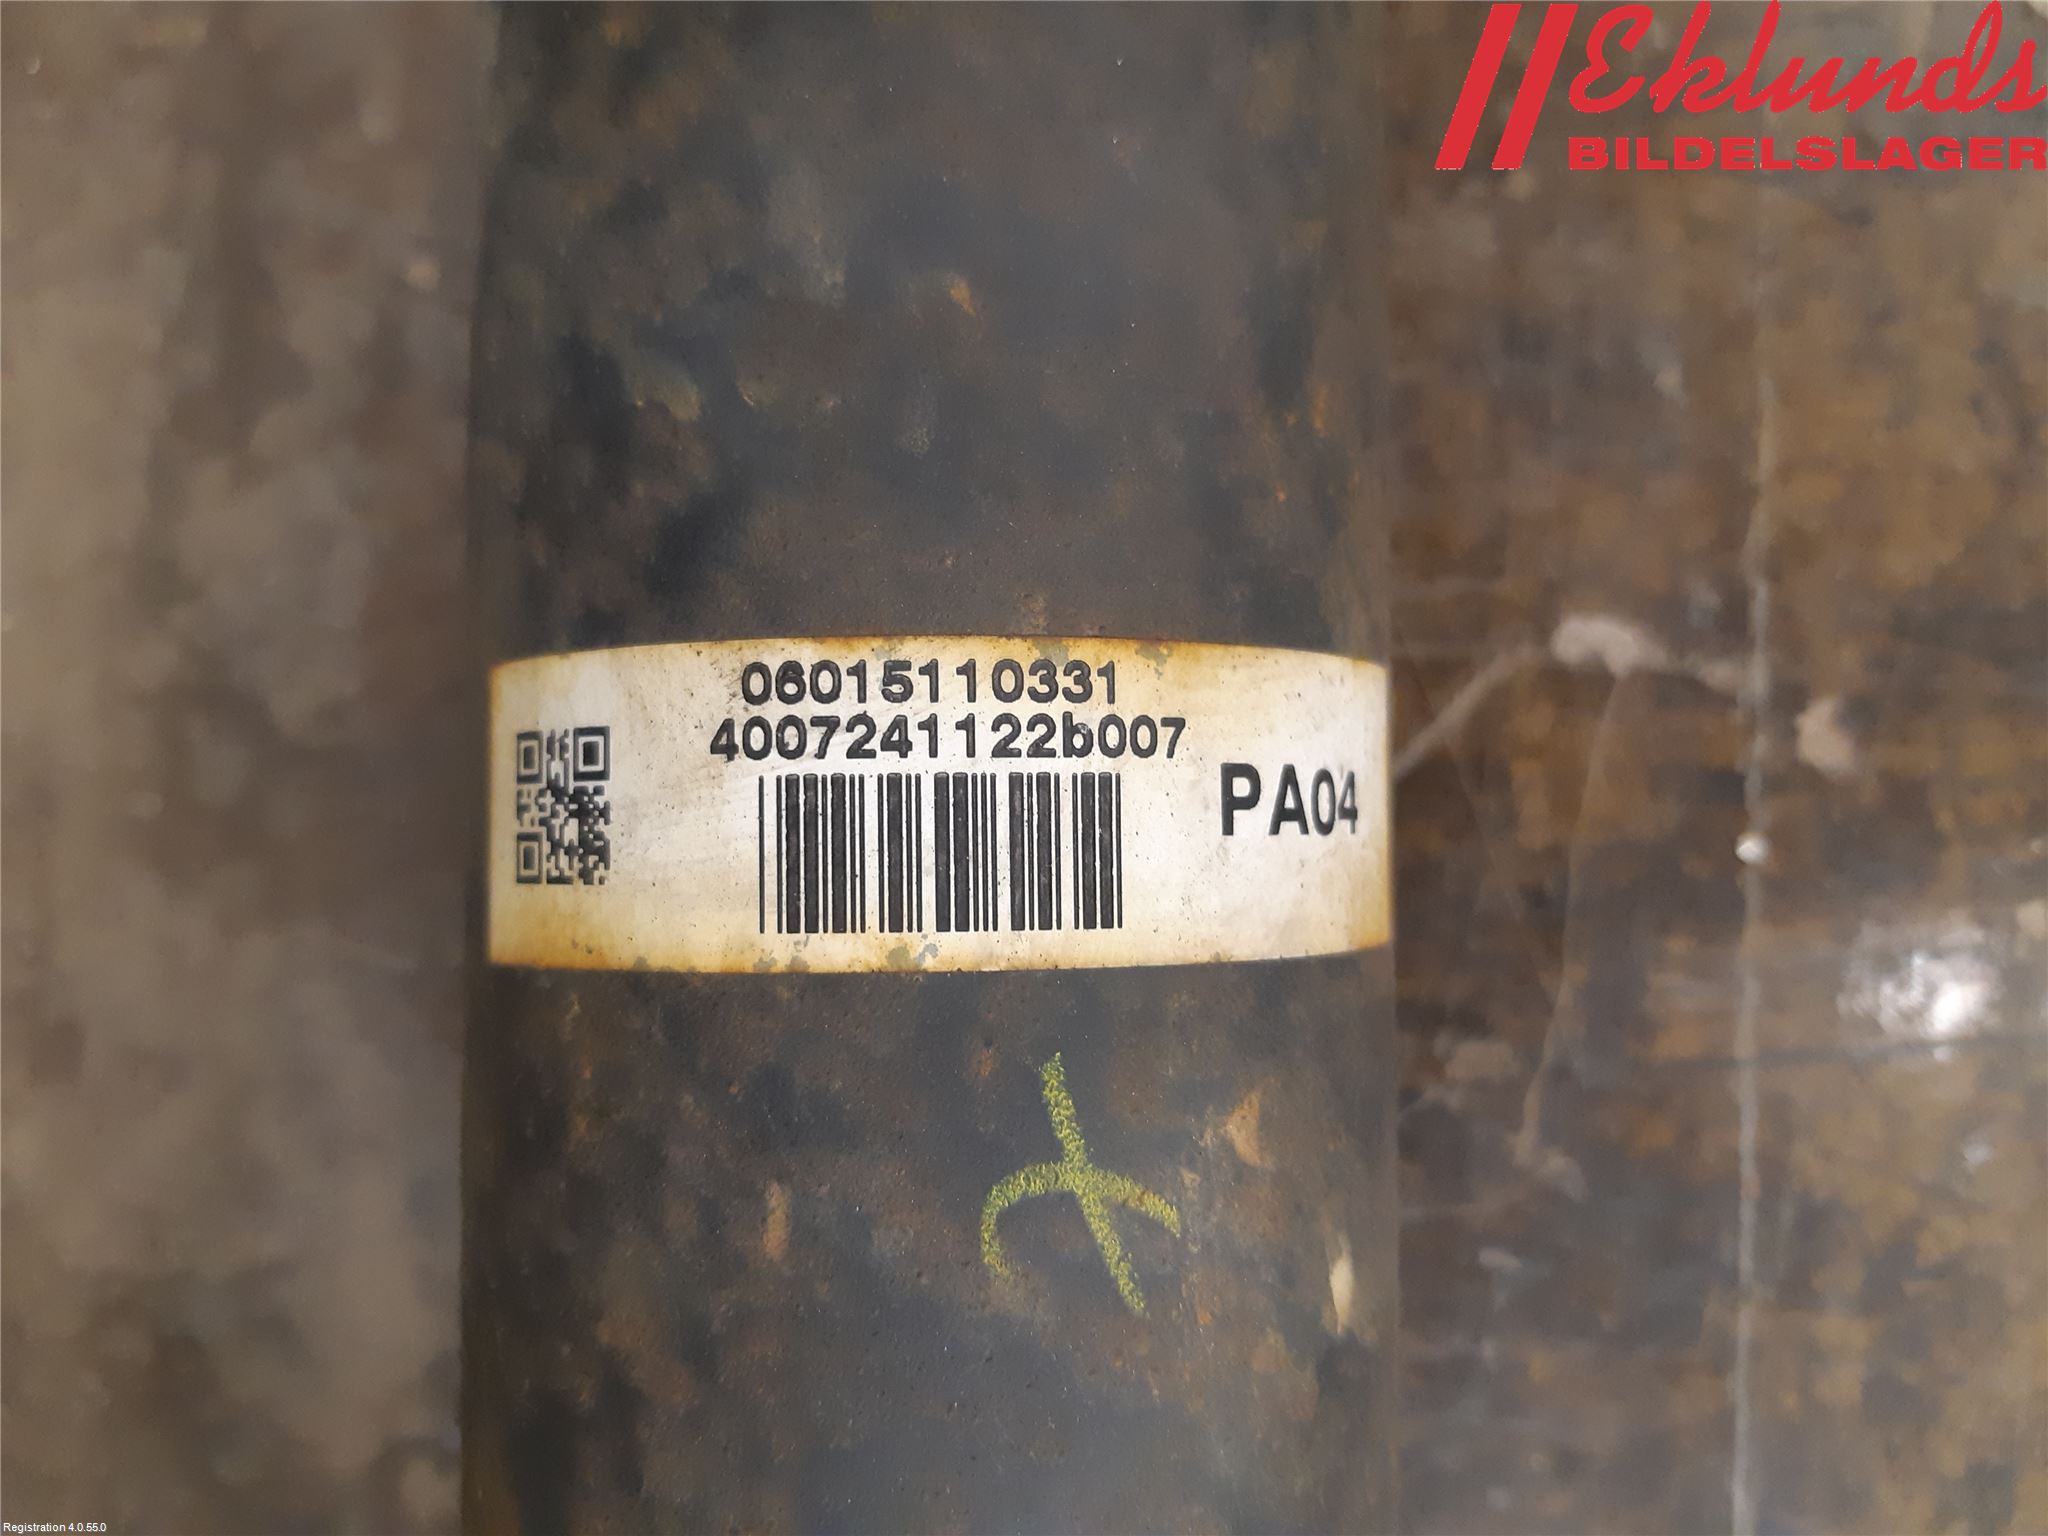 Eklunds
BILDELSLAGER
06015110331
4007241122b007
PA04
Registration 4.0.55.0